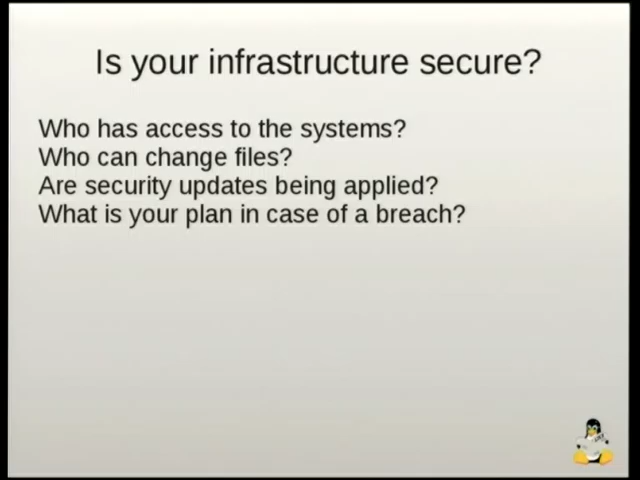 Is your infrastructure secure?
Who has access to the systems?
Who can change files?
Are security updates being applied?
What is your plan in case of a breach?